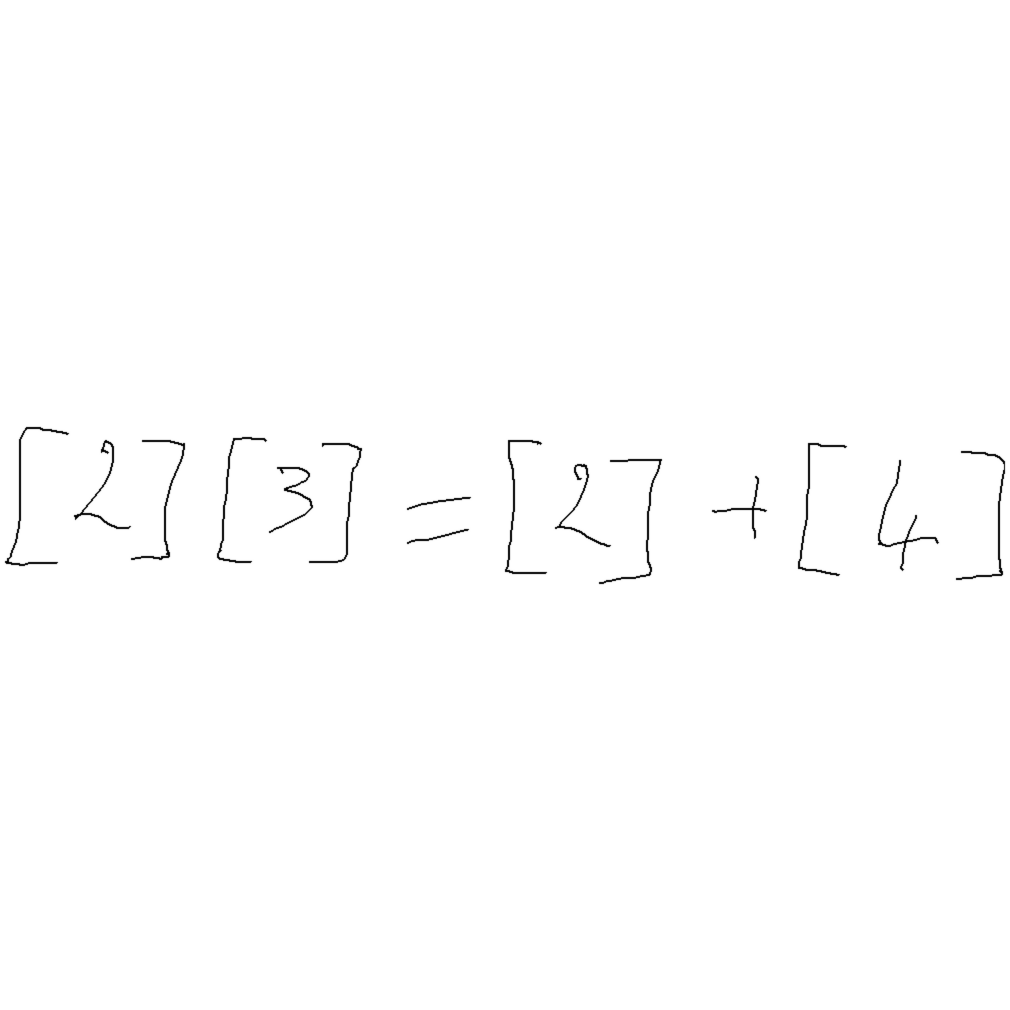 [2][3] = [2] + [4]